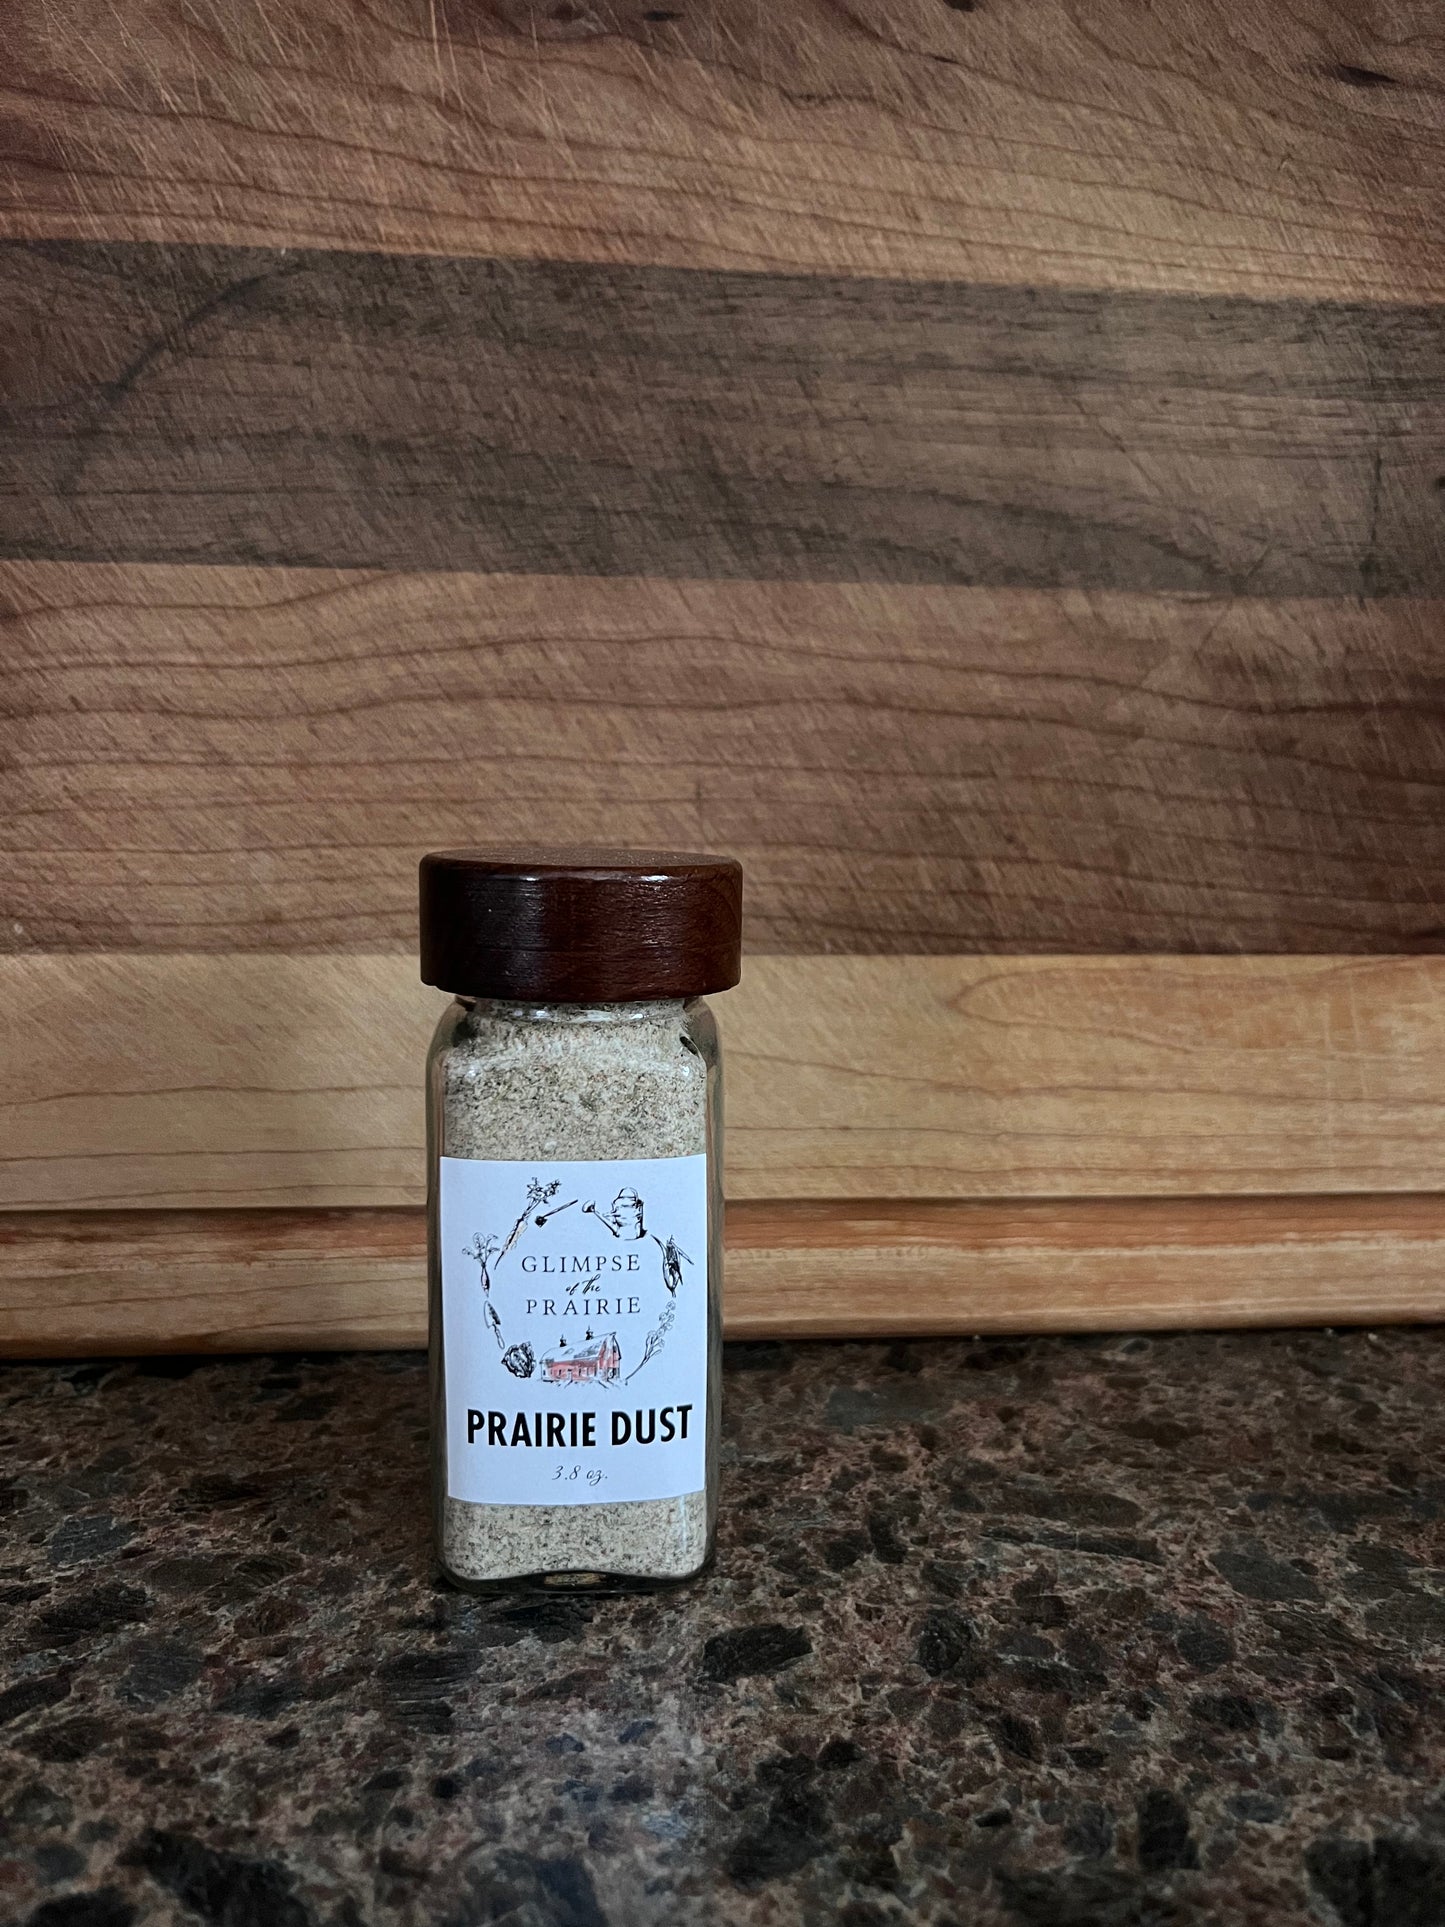 GLIMPSE
of the
PRAIRIE
PRAIRIE DUST
3.8 oz.